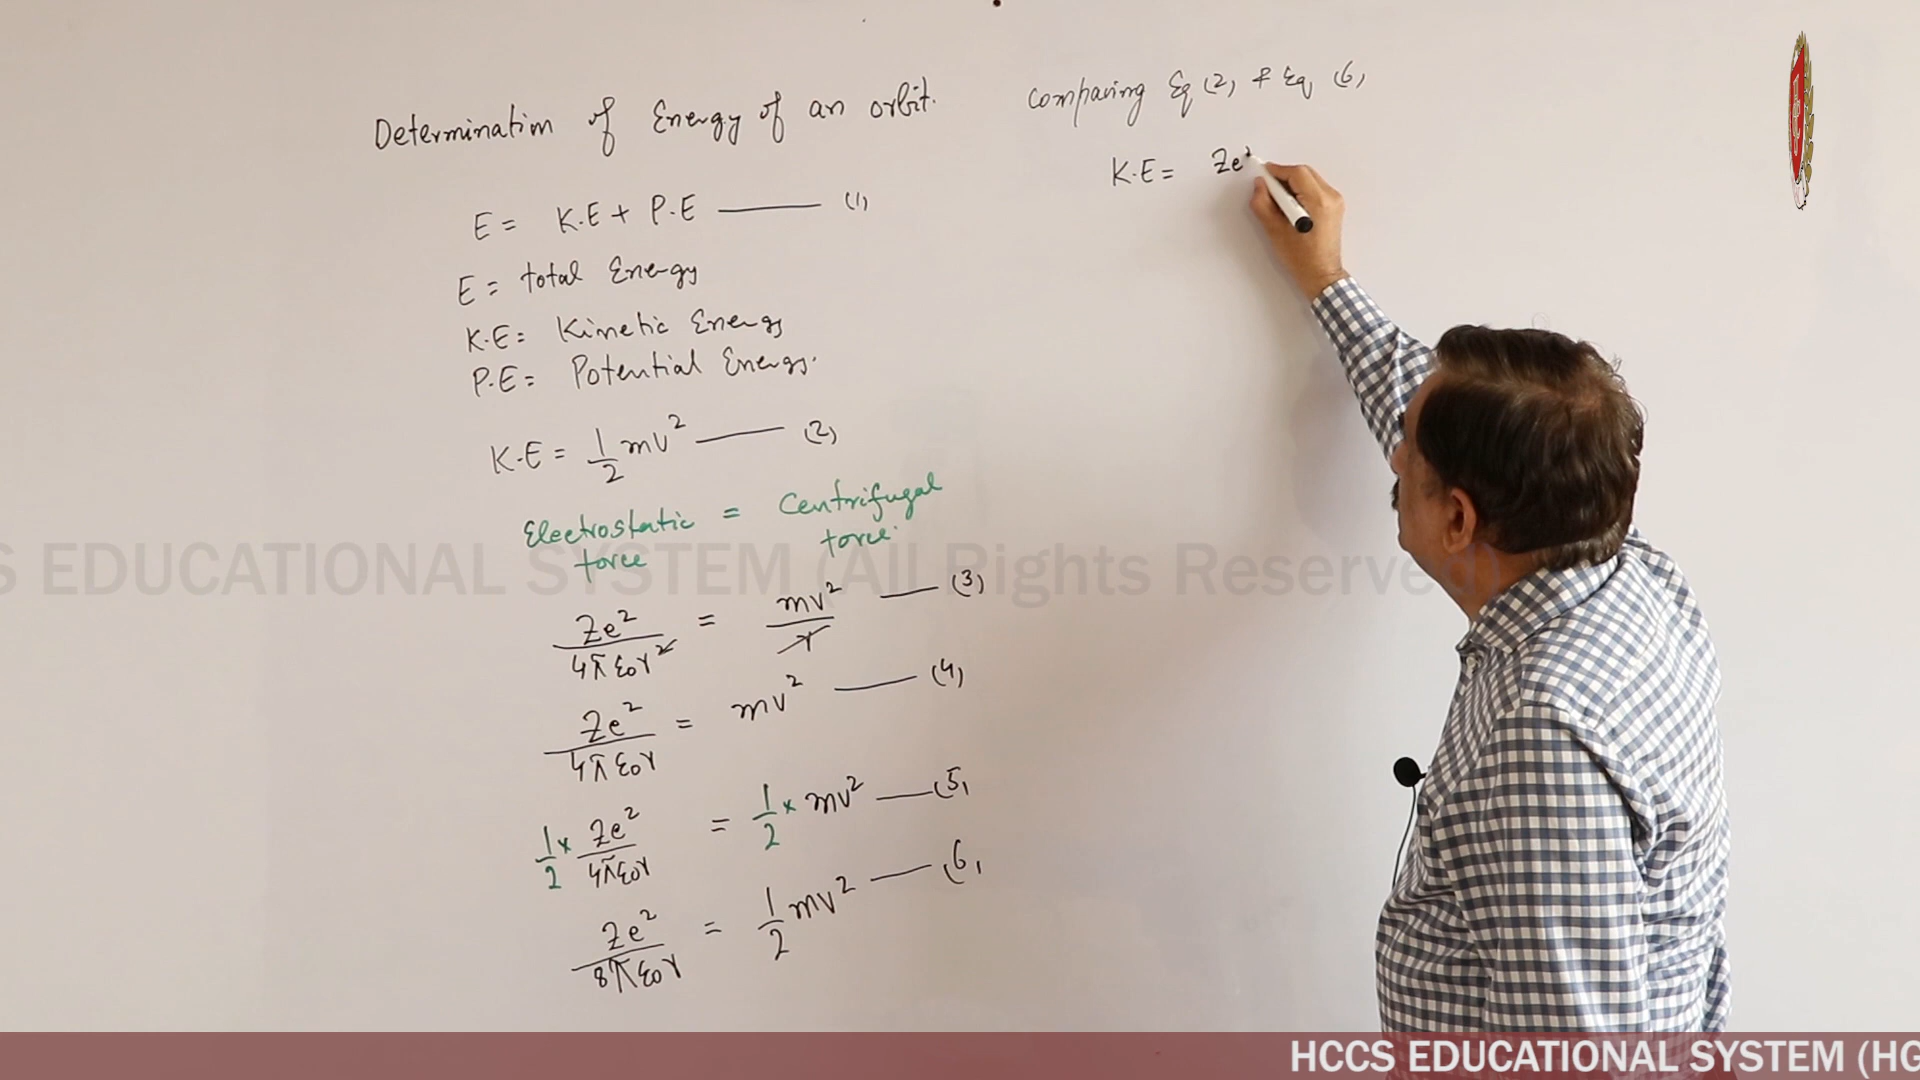 Determination of Energy of an orbit.
E = K.E + P.E —— (1)
E = total Energy
K.E = Kinetic Energy
P.E = Potential Energy.
K.E = 1/2 mv² —— (2)
Electrostatic = Centrifugal
force force
Ze²/4πε₀r² = mv²/r —— (3)
Ze²/4πε₀r = mv² —— (4)
1/2 × Ze²/4πε₀r = 1/2 × mv² —— (5)
Ze²/8πε₀r = 1/2 mv² —— (6)
Comparing Eq (2) & Eq (6)
K.E = Ze²
S EDUCATIONAL SYSTEM (All Rights Reserved)
HCCS EDUCATIONAL SYSTEM (HG